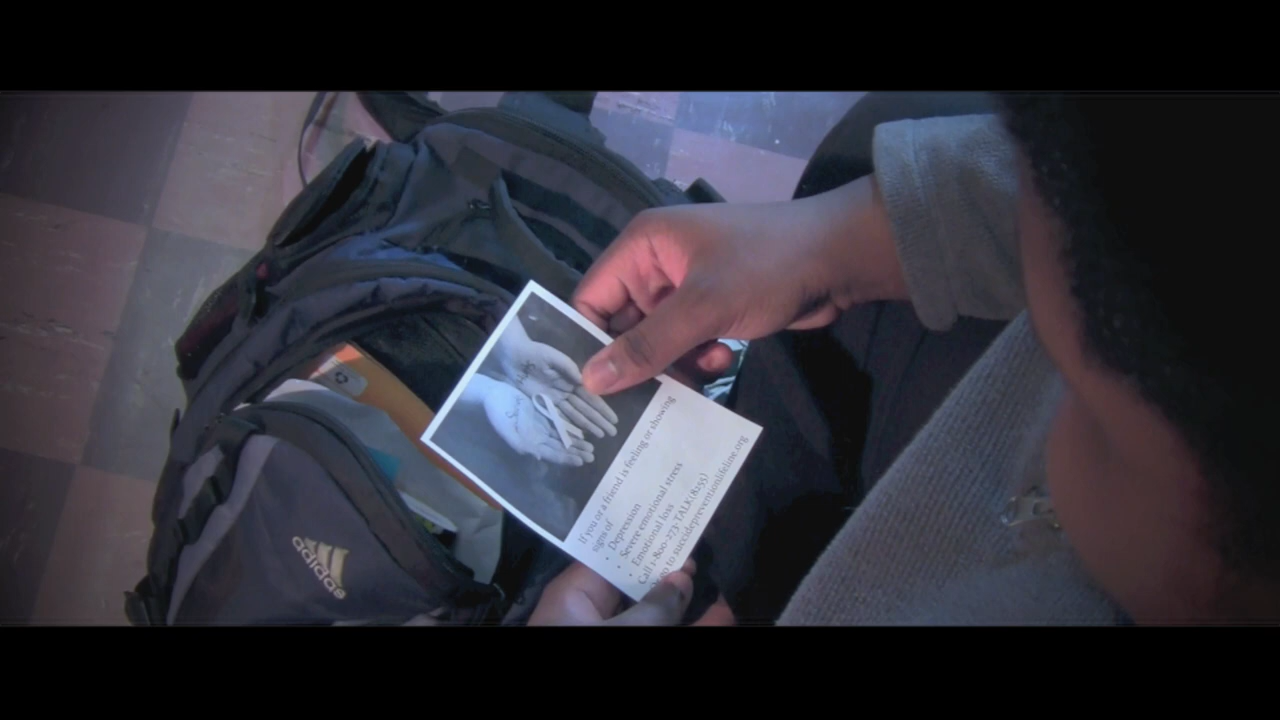 If you or a friend is feeling or showing
signs of
• Depression
• Severe emotional stress
• Emotional loss
Call 1-800-273-TALK(8255)
to suicidepreventionlifeline.org
adidas